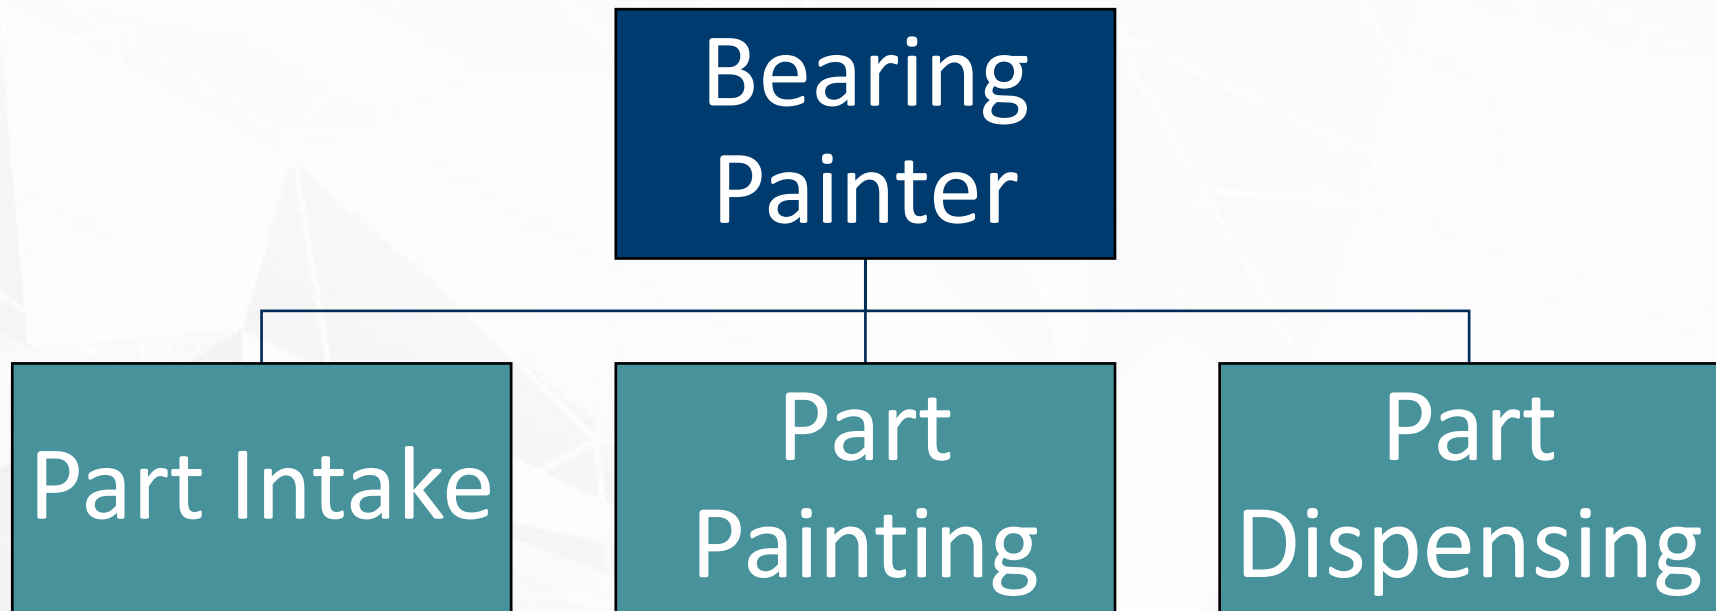 Bearing
Painter
Part Intake
Part
Painting
Part
Dispensing